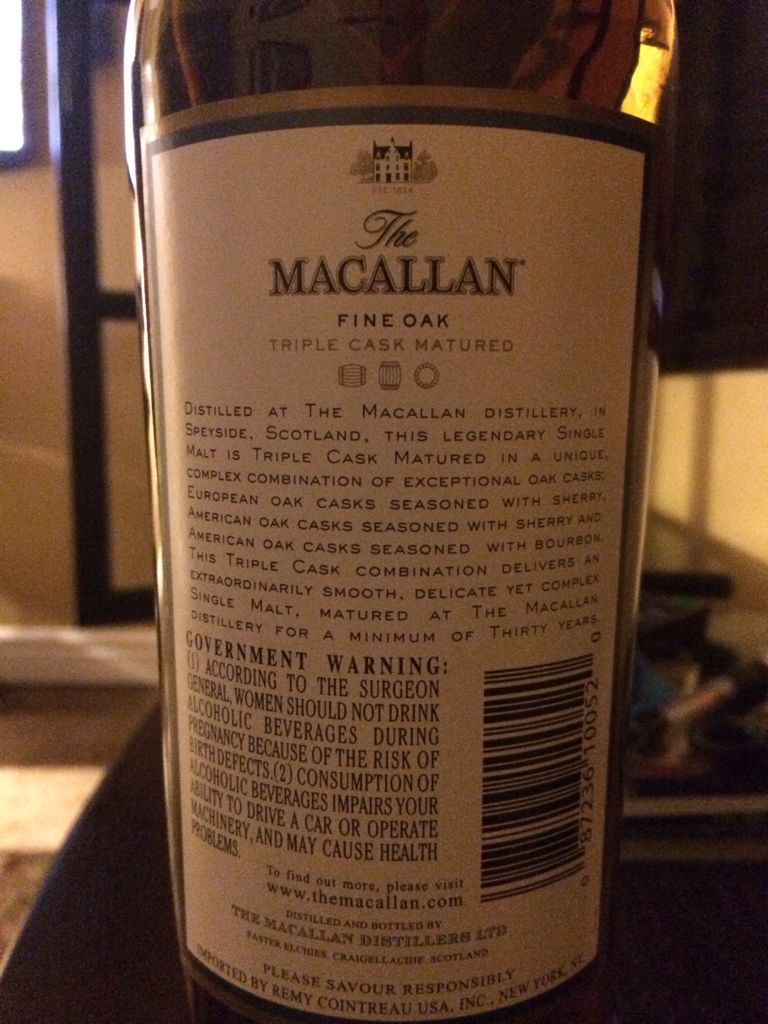 EST. 1824
The
MACALLAN
FINE OAK
TRIPLE CASK MATURED
DISTILLED AT THE MACALLAN DISTILLERY, IN
SPEYSIDE, SCOTLAND, THIS LEGENDARY SINGLE
MALT IS TRIPLE CASK MATURED IN A UNIQUE,
COMPLEX COMBINATION OF EXCEPTIONAL OAK CASKS;
EUROPEAN OAK CASKS SEASONED WITH SHERRY,
AMERICAN OAK CASKS SEASONED WITH SHERRY AND
AMERICAN OAK CASKS SEASONED WITH BOURBON.
THIS TRIPLE CASK COMBINATION DELIVERS AN
EXTRAORDINARILY SMOOTH, DELICATE YET COMPLEX
SINGLE MALT, MATURED AT THE MACALLAN
DISTILLERY FOR A MINIMUM OF THIRTY YEARS.
GOVERNMENT WARNING:
(1) ACCORDING TO THE SURGEON
GENERAL, WOMEN SHOULD NOT DRINK
ALCOHOLIC BEVERAGES DURING
PREGNANCY BECAUSE OF THE RISK OF
BIRTH DEFECTS.(2) CONSUMPTION OF
ALCOHOLIC BEVERAGES IMPAIRS YOUR
ABILITY TO DRIVE A CAR OR OPERATE
MACHINERY, AND MAY CAUSE HEALTH
PROBLEMS.
0 87236 10052 0
To find out more, please visit
www.themacallan.com
DISTILLED AND BOTTLED BY
THE MACALLAN DISTILLERS LTD
EASTER ELCHIES, CRAIGELLACHIE, SCOTLAND
PLEASE SAVOUR RESPONSIBLY
IMPORTED BY REMY COINTREAU USA, INC., NEW YORK, NY.